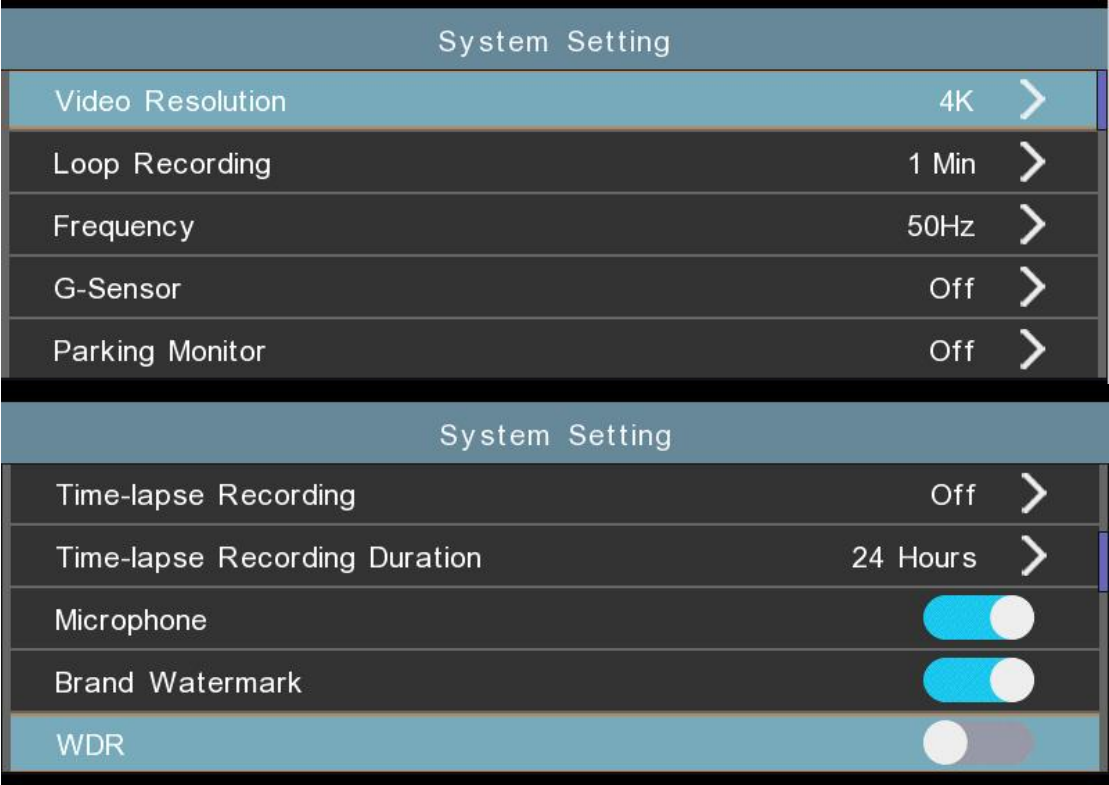 System Setting
Video Resolution 4K
Loop Recording 1 Min
Frequency 50Hz
G-Sensor Off
Parking Monitor Off
System Setting
Time-lapse Recording Off
Time-lapse Recording Duration 24 Hours
Microphone
Brand Watermark
WDR